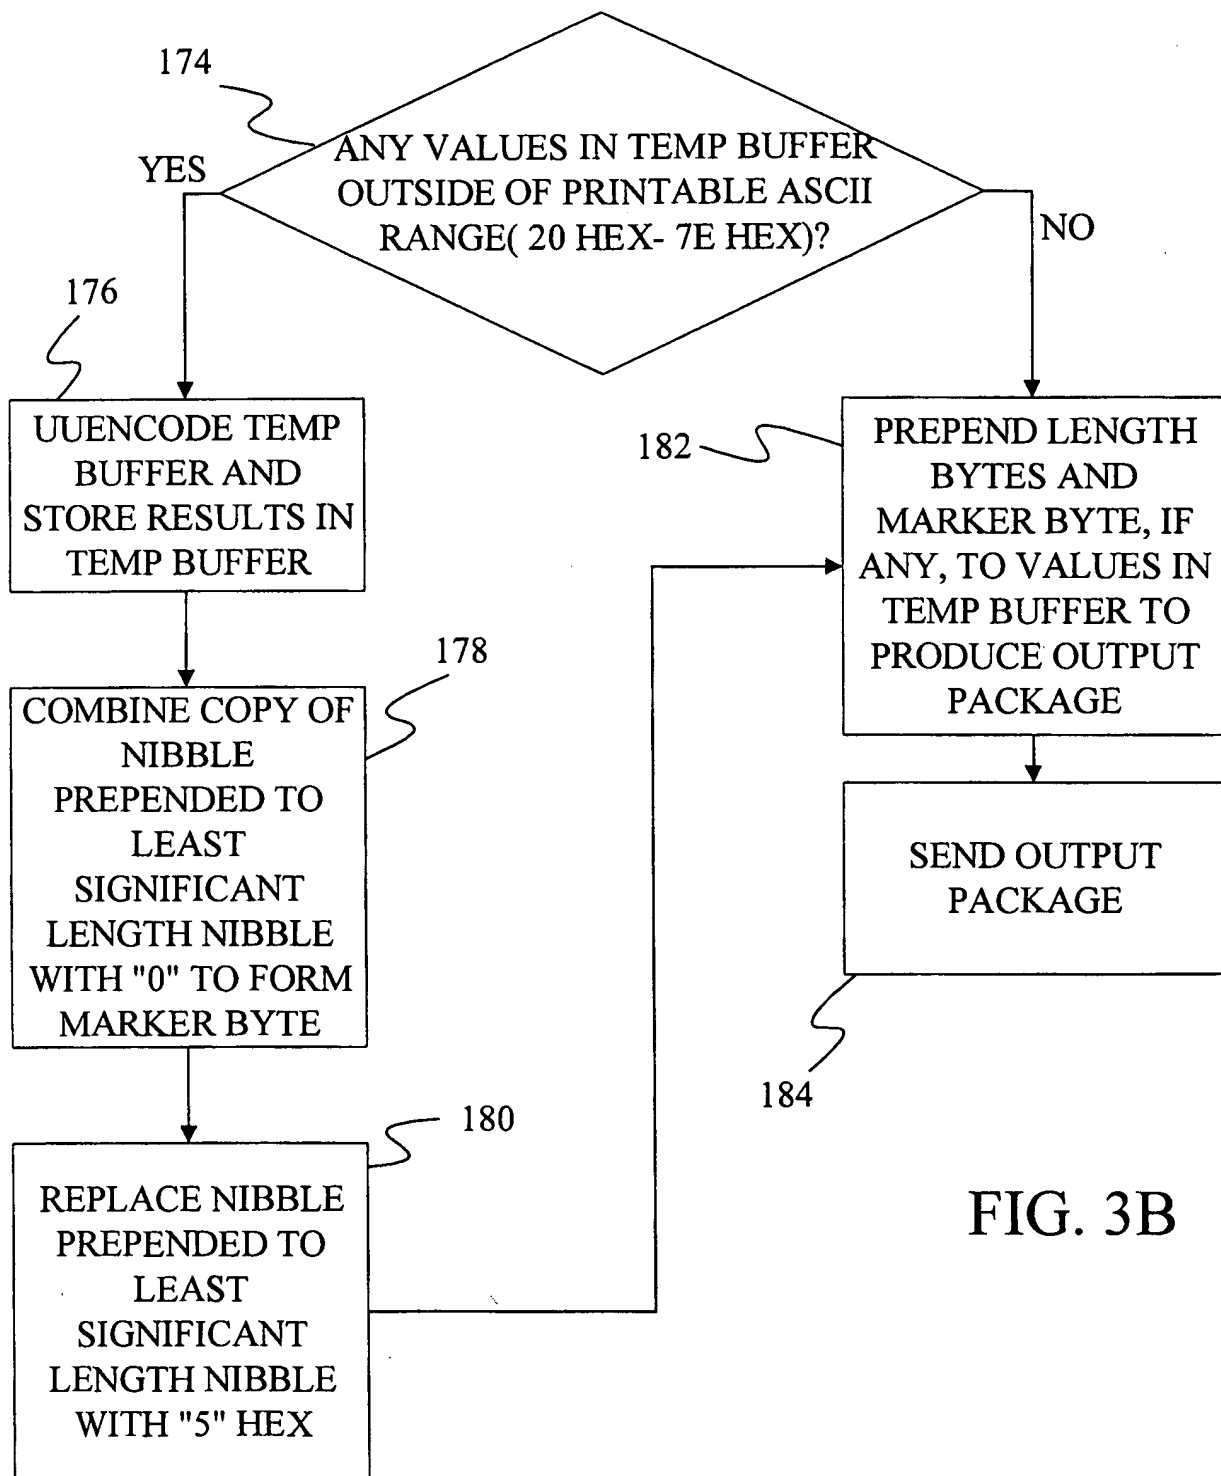 174
ANY VALUES IN TEMP BUFFER
OUTSIDE OF PRINTABLE ASCII
RANGE( 20 HEX- 7E HEX)?
YES
NO
176
UUENCODE TEMP
BUFFER AND
STORE RESULTS IN
TEMP BUFFER
178
COMBINE COPY OF
NIBBLE
PREPENDED TO
LEAST
SIGNIFICANT
LENGTH NIBBLE
WITH "0" TO FORM
MARKER BYTE
180
REPLACE NIBBLE
PREPENDED TO
LEAST
SIGNIFICANT
LENGTH NIBBLE
WITH "5" HEX
182
PREPEND LENGTH
BYTES AND
MARKER BYTE, IF
ANY, TO VALUES IN
TEMP BUFFER TO
PRODUCE OUTPUT
PACKAGE
SEND OUTPUT
PACKAGE
184
FIG. 3B